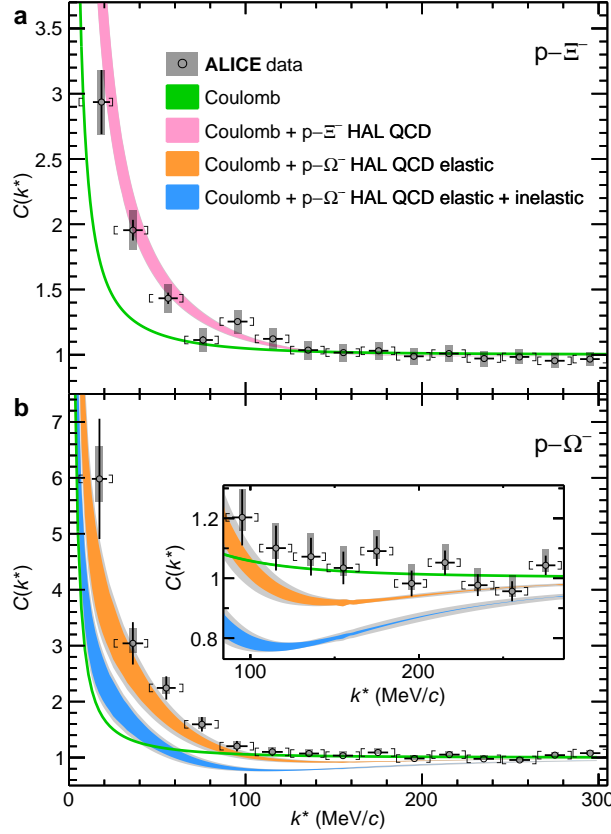 a
p–Ξ⁻
3.5
3
2.5
2
1.5
1
C(k*)
ALICE data
Coulomb
Coulomb + p–Ξ⁻ HAL QCD
Coulomb + p–Ω⁻ HAL QCD elastic
Coulomb + p–Ω⁻ HAL QCD elastic + inelastic
b
p–Ω⁻
7
6
5
4
3
2
1
C(k*)
1.2
1
0.8
C(k*)
100 200
k* (MeV/c)
0 100 200 300
k* (MeV/c)